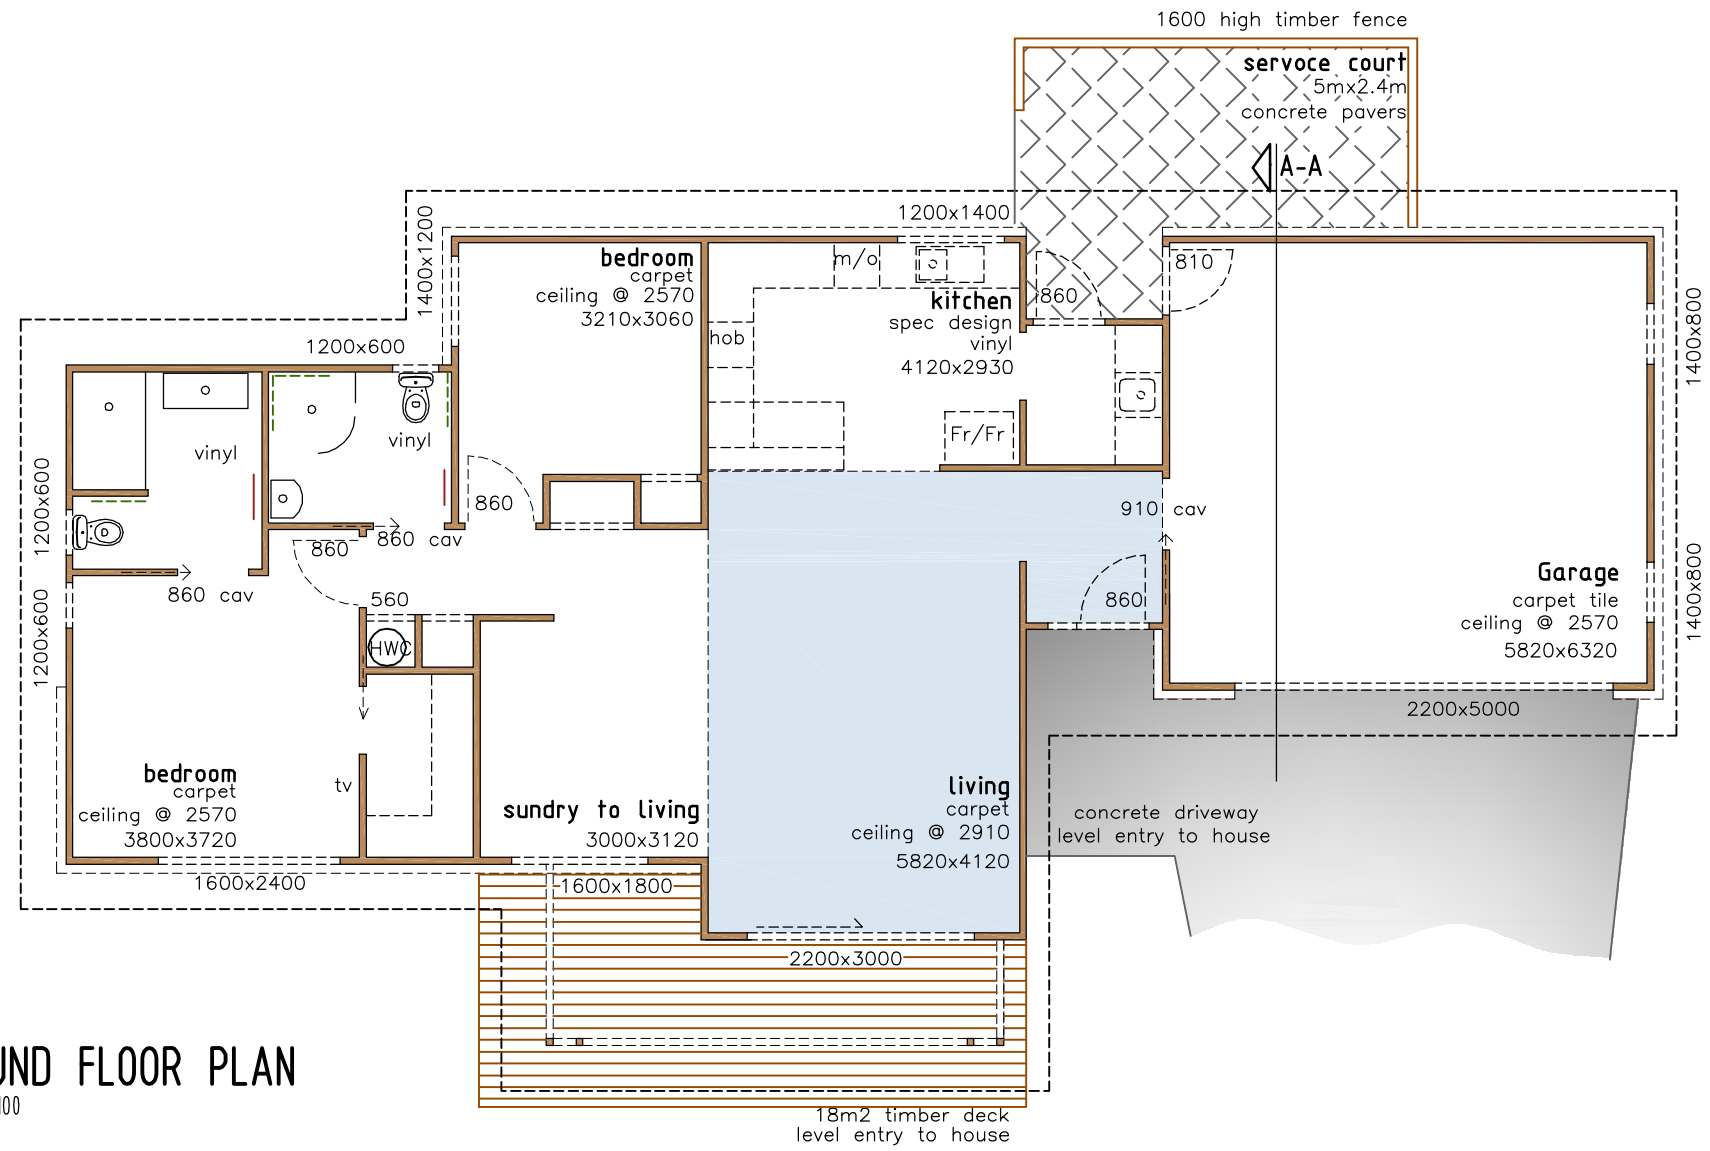 1600 high timber fence
servoce court
5mx2.4m
concrete pavers
A-A
1200x1400
1400x1200
bedroom
carpet
ceiling @ 2570
3210x3060
m/o
kitchen
spec design
vinyl
4120x2930
hob
Fr/Fr
860
810
1400x800
1200x600
vinyl
vinyl
1200x600
860
860
860 cav
860 cav
560
HWC
1200x600
910 cav
860
Garage
carpet tile
ceiling @ 2570
5820x6320
1400x800
2200x5000
bedroom
carpet
ceiling @ 2570
3800x3720
tv
sundry to living
3000x3120
living
carpet
ceiling @ 2910
5820x4120
concrete driveway
level entry to house
1600x2400
1600x1800
2200x3000
UND FLOOR PLAN
100
18m2 timber deck
level entry to house